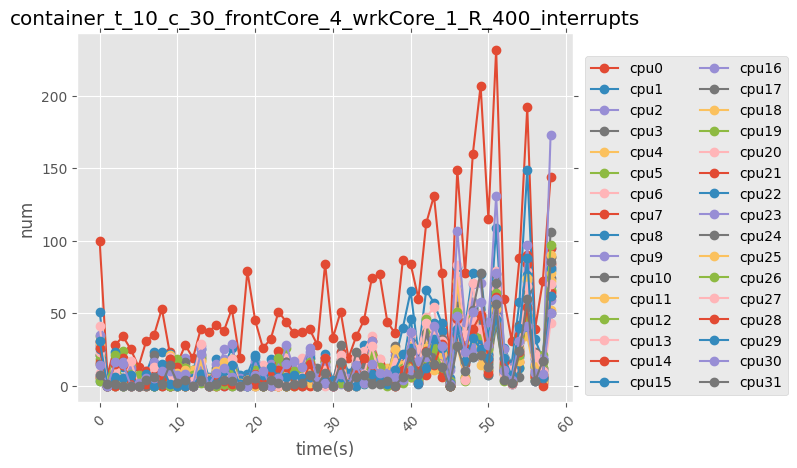 container_t_10_c_30_frontCore_4_wrkCore_1_R_400_interrupts
num
200
150
100
50
0
0
10
20
30
40
50
60
time(s)
cpu0
cpu1
cpu2
cpu3
cpu4
cpu5
cpu6
cpu7
cpu8
cpu9
cpu10
cpu11
cpu12
cpu13
cpu14
cpu15
cpu16
cpu17
cpu18
cpu19
cpu20
cpu21
cpu22
cpu23
cpu24
cpu25
cpu26
cpu27
cpu28
cpu29
cpu30
cpu31